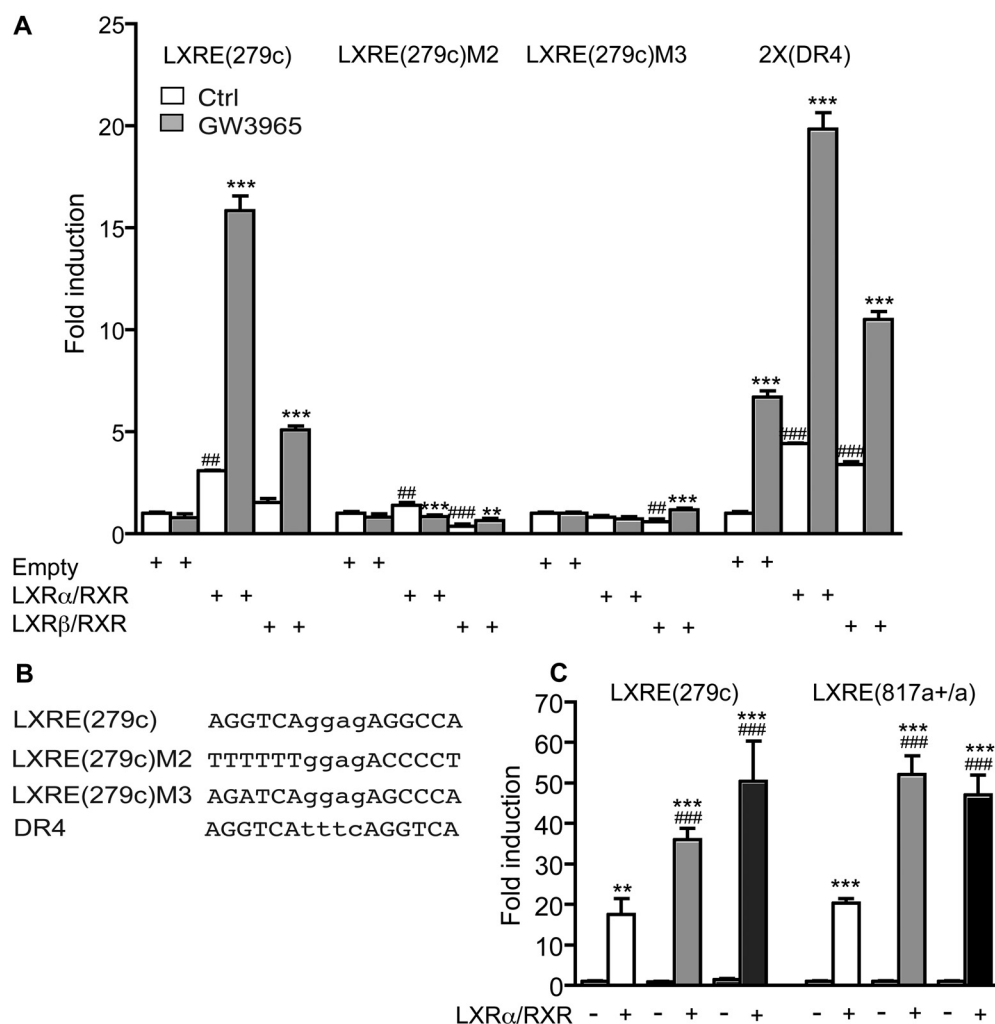 A
25
20
15
10
5
0
Fold induction
LXRE(279c) LXRE(279c)M2 LXRE(279c)M3 2X(DR4)
Ctrl
GW3965
*** *** ## ## *** ### ** ## *** *** ### *** ### ***
Empty + + + + + + + +
LXRα/RXR + + + + + + + +
LXRβ/RXR + + + + + + + +
B
LXRE(279c) AGGTCAggagAGGCCA
LXRE(279c)M2 TTTTTTggagACCCCT
LXRE(279c)M3 AGATCAggagAGCCCA
DR4 AGGTCAtttcAGGTCA
C
LXRE(279c) LXRE(817a+/a)
70
60
50
40
30
20
10
0
Fold induction
** *** ### *** ### *** *** ### *** ###
LXRα/RXR - + - + - + - + - + - +